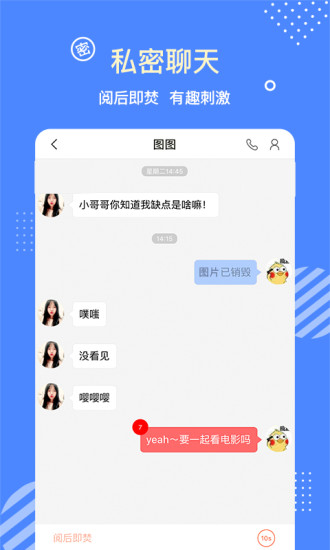 密
私密聊天
阅后即焚 有趣刺激
图图
星期二14:45
小哥哥你知道我缺点是啥嘛！
14:15
图片已销毁
噗嗤
没看见
嘤嘤嘤
7
yeah～要一起看电影吗
阅后即焚
10s